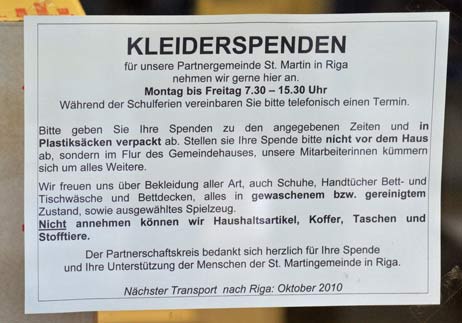 KLEIDERSPENDEN
für unsere Partnergemeinde St. Martin in Riga
nehmen wir gerne hier an.
Montag bis Freitag 7.30 – 15.30 Uhr
Während der Schulferien vereinbaren Sie bitte telefonisch einen Termin.
Bitte geben Sie Ihre Spenden zu den angegebenen Zeiten und in
Plastiksäcken verpackt ab. Stellen sie Ihre Spende bitte nicht vor dem Haus
ab, sondern im Flur des Gemeindehauses, unsere Mitarbeiterinnen kümmern
sich um alles Weitere.
Wir freuen uns über Bekleidung aller Art, auch Schuhe, Handtücher Bett- und
Tischwäsche und Bettdecken, alles in gewaschenem bzw. gereinigtem
Zustand, sowie ausgewähltes Spielzeug.
Nicht annehmen können wir Haushaltsartikel, Koffer, Taschen und
Stofftiere.
Der Partnerschaftskreis bedankt sich herzlich für Ihre Spende
und Ihre Unterstützung der Menschen der St. Martingemeinde in Riga.
Nächster Transport nach Riga: Oktober 2010